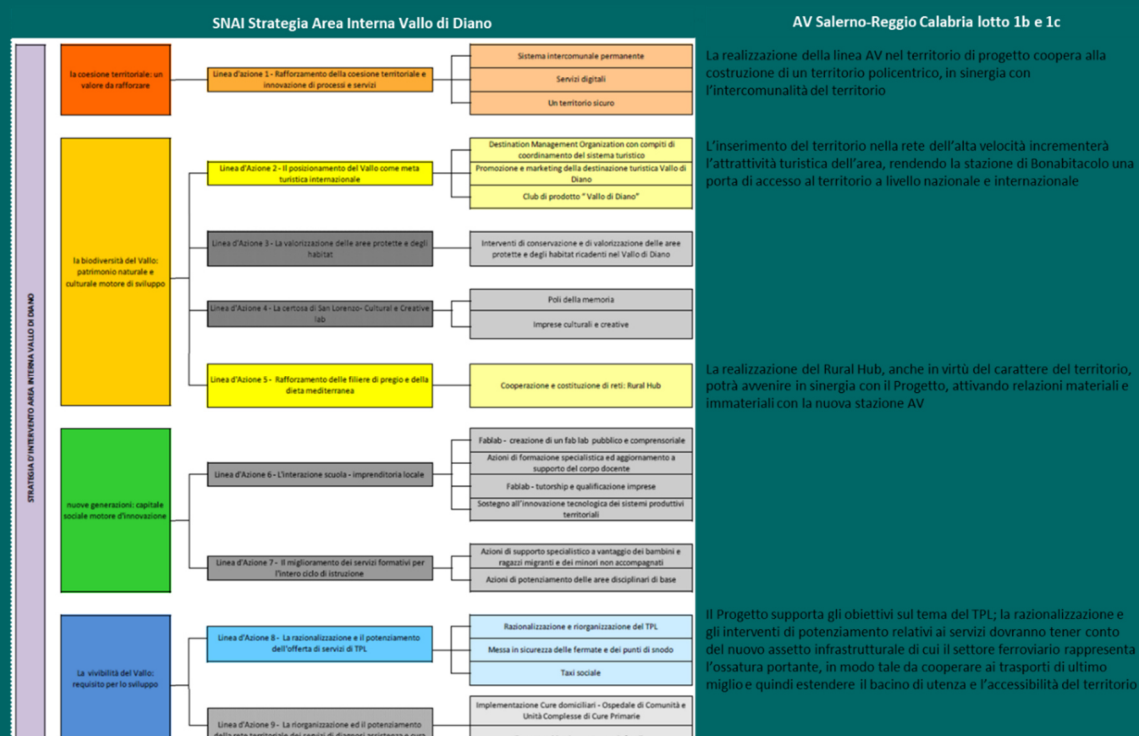 SNAI Strategia Area Interna Vallo di Diano
AV Salerno-Reggio Calabria lotto 1b e 1c
STRATEGIA D'INTERVENTO AREA INTERNA VALLO DI DIANO
la coesione territoriale: un
valore da rafforzare
Linea d'azione 1 - Rafforzamento della coesione territoriale e
innovazione di processi e servizi
Sistema intercomunale permanente
Servizi digitali
Un territorio sicuro
La realizzazione della linea AV nel territorio di progetto coopera alla
costruzione di un territorio policentrico, in sinergia con
l'intercomunalità del territorio
la biodiversità del Vallo:
patrimonio naturale e
culturale motore di sviluppo
Linea d'Azione 2 - Il posizionamento del Vallo come meta
turistica internazionale
Destination Management Organization con compiti di
coordinamento del sistema turistico
Promozione e marketing della destinazione turistica Vallo di
Diano
Club di prodotto " Vallo di Diano"
L'inserimento del territorio nella rete dell'alta velocità incrementerà
l'attrattività turistica dell'area, rendendo la stazione di Bonabitacolo una
porta di accesso al territorio a livello nazionale e internazionale
Linea d'Azione 3 - La valorizzazione delle aree protette e degli
habitat
Interventi di conservazione e di valorizzazione delle aree
protette e degli habitat ricadenti nel Vallo di Diano
Linea d'Azione 4 - La certosa di San Lorenzo- Cultural e Creative
lab
Poli della memoria
Imprese culturali e creative
Linea d'Azione 5 - Rafforzamento delle filiere di pregio e della
dieta mediterranea
Cooperazione e costituzione di reti: Rural Hub
La realizzazione del Rural Hub, anche in virtù del carattere del territorio,
potrà avvenire in sinergia con il Progetto, attivando relazioni materiali e
immateriali con la nuova stazione AV
nuove generazioni: capitale
sociale motore d'innovazione
Linea d'Azione 6 - L'interazione scuola - imprenditoria locale
Fablab - creazione di un fab lab pubblico e comprensoriale
Azioni di formazione specialistica ed aggiornamento a
supporto del corpo docente
Fablab - tutorship e qualificazione imprese
Sostegno all'innovazione tecnologica dei sistemi produttivi
territoriali
Linea d'Azione 7 - Il miglioramento dei servizi formativi per
l'intero ciclo di istruzione
Azioni di supporto specialistico a vantaggio dei bambini e
ragazzi migranti e dei minori non accompagnati
Azioni di potenziamento delle aree disciplinari di base
La vivibilità del Vallo:
requisito per lo sviluppo
Linea d'Azione 8 - La razionalizzazione e il potenziamento
dell'offerta di servizi di TPL
Razionalizzazione e riorganizzazione del TPL
Messa in sicurezza delle fermate e dei punti di snodo
Taxi sociale
Il Progetto supporta gli obiettivi sul tema del TPL; la razionalizzazione e
gli interventi di potenziamento relativi ai servizi dovranno tener conto
del nuovo assetto infrastrutturale di cui il settore ferroviario rappresenta
l'ossatura portante, in modo tale da cooperare ai trasporti di ultimo
miglio e quindi estendere il bacino di utenza e l'accessibilità del territorio
Linea d'Azione 9 - La riorganizzazione ed il potenziamento
della rete territoriale dei servizi di diagnosi assistenza e cura
Implementazione Cure domiciliari - Ospedale di Comunità e
Unità Complesse di Cure Primarie